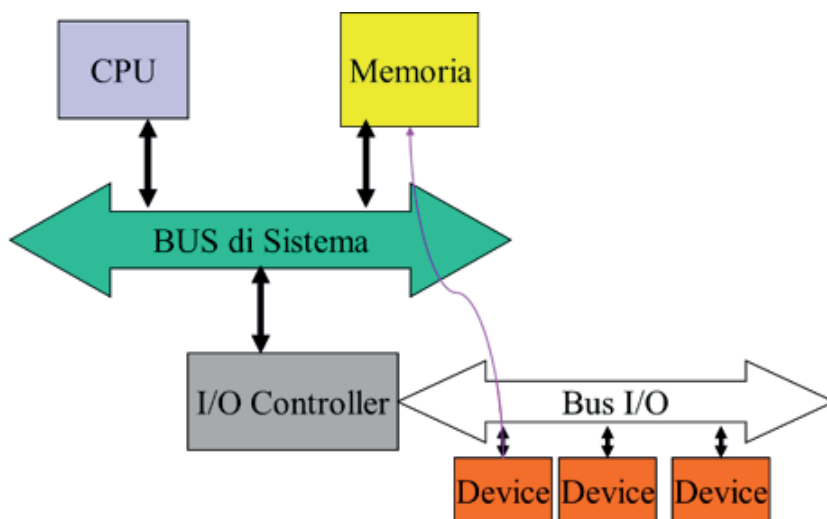 CPU
Memoria
BUS di Sistema
I/O Controller
Bus I/O
Device
Device
Device